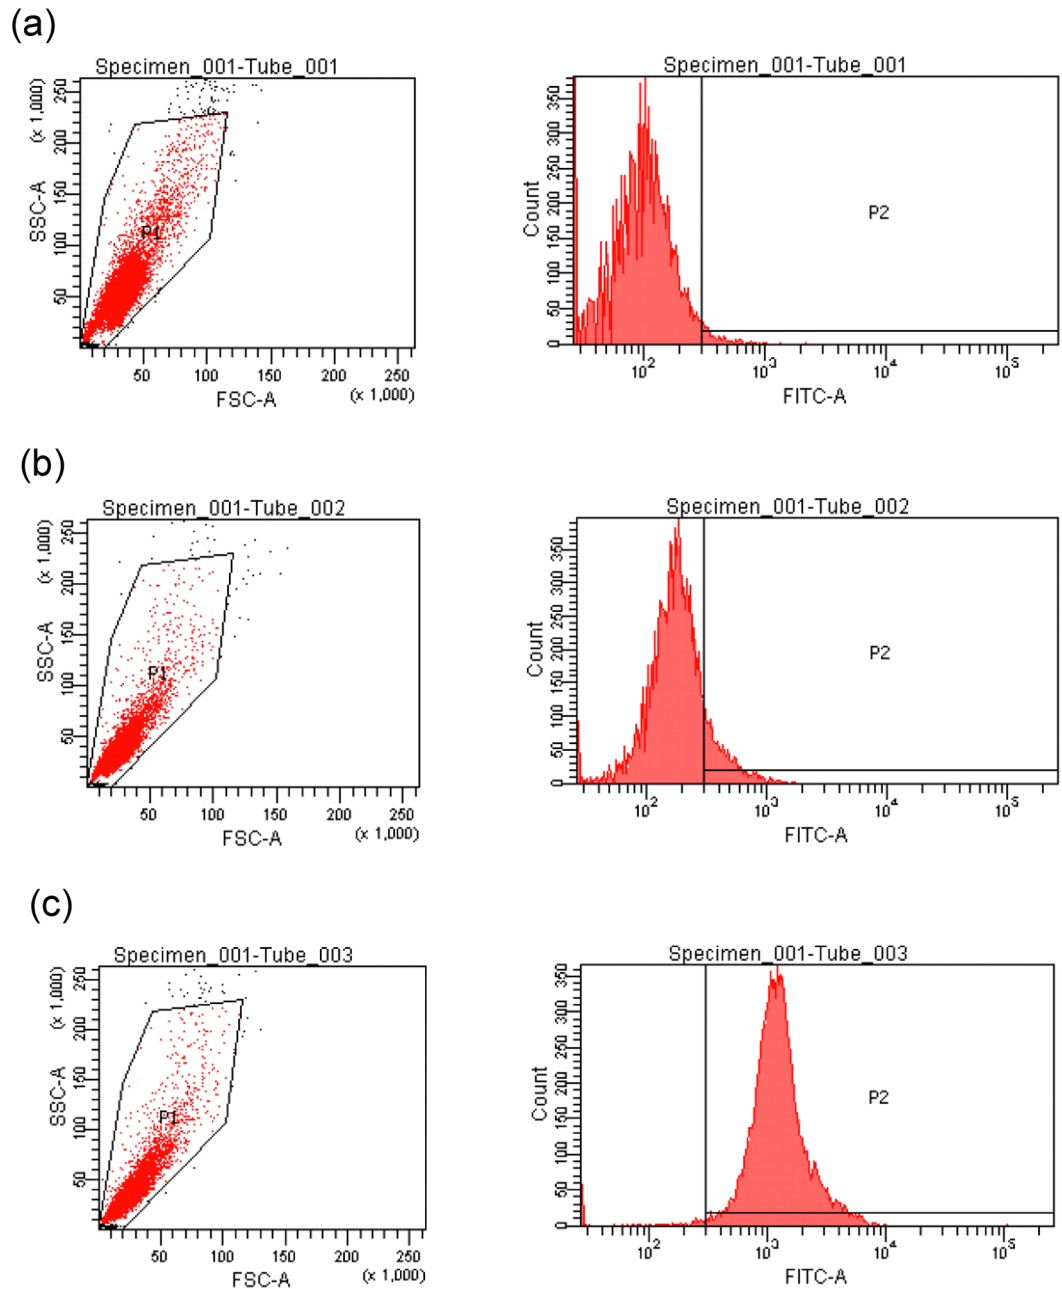 (a)
Specimen_001-Tube_001
(x 1,000)
SSC-A
250
200
150
100
50
P1
50 100 150 200 250
FSC-A
(x 1,000)
Specimen_001-Tube_001
Count
350
300
250
200
150
100
50
0
P2
10² 10³ 10⁴ 10⁵
FITC-A
(b)
Specimen_001-Tube_002
(x 1,000)
SSC-A
250
200
150
100
50
P1
50 100 150 200 250
FSC-A
(x 1,000)
Specimen_001-Tube_002
Count
350
300
250
200
150
100
50
0
P2
10² 10³ 10⁴ 10⁵
FITC-A
(c)
Specimen_001-Tube_003
(x 1,000)
SSC-A
250
200
150
100
50
P1
50 100 150 200 250
FSC-A
(x 1,000)
Specimen_001-Tube_003
Count
350
300
250
200
150
100
50
0
P2
10² 10³ 10⁴ 10⁵
FITC-A